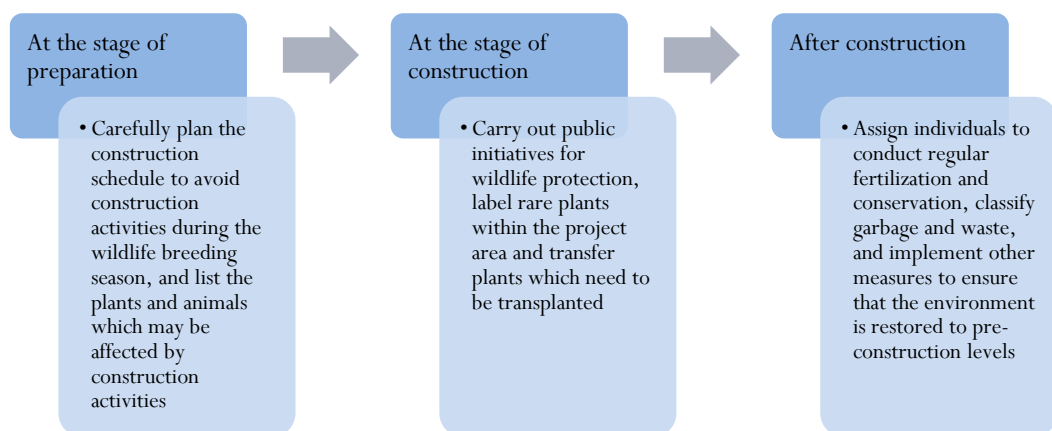 At the stage of
preparation
• Carefully plan the
construction
schedule to avoid
construction
activities during the
wildlife breeding
season, and list the
plants and animals
which may be
affected by
construction
activities
At the stage of
construction
• Carry out public
initiatives for
wildlife protection,
label rare plants
within the project
area and transfer
plants which need to
be transplanted
After construction
• Assign individuals to
conduct regular
fertilization and
conservation, classify
garbage and waste,
and implement other
measures to ensure
that the environment
is restored to pre-
construction levels